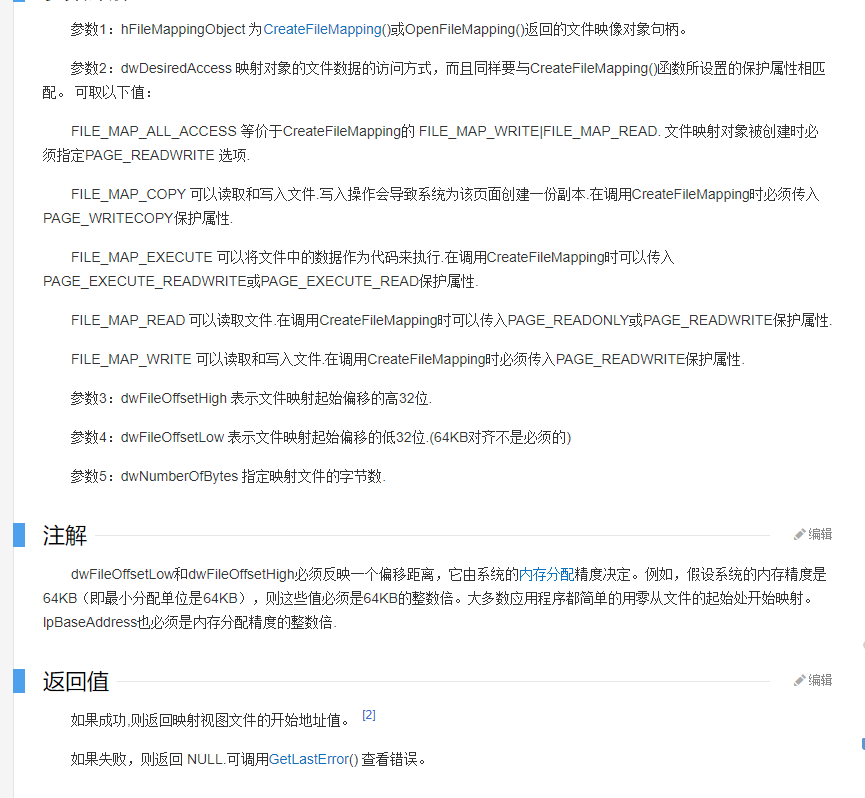 参数1：hFileMappingObject 为CreateFileMapping()或OpenFileMapping()返回的文件映像对象句柄。
参数2：dwDesiredAccess 映射对象的文件数据的访问方式，而且同样要与CreateFileMapping()函数所设置的保护属性相匹
配。 可取以下值：
FILE_MAP_ALL_ACCESS 等价于CreateFileMapping的 FILE_MAP_WRITE|FILE_MAP_READ. 文件映射对象被创建时必
须指定PAGE_READWRITE 选项.
FILE_MAP_COPY 可以读取和写入文件.写入操作会导致系统为该页面创建一份副本.在调用CreateFileMapping时必须传入
PAGE_WRITECOPY保护属性.
FILE_MAP_EXECUTE 可以将文件中的数据作为代码来执行.在调用CreateFileMapping时可以传入
PAGE_EXECUTE_READWRITE或PAGE_EXECUTE_READ保护属性.
FILE_MAP_READ 可以读取文件.在调用CreateFileMapping时可以传入PAGE_READONLY或PAGE_READWRITE保护属性.
FILE_MAP_WRITE 可以读取和写入文件.在调用CreateFileMapping时必须传入PAGE_READWRITE保护属性.
参数3：dwFileOffsetHigh 表示文件映射起始偏移的高32位.
参数4：dwFileOffsetLow 表示文件映射起始偏移的低32位.(64KB对齐不是必须的)
参数5：dwNumberOfBytes 指定映射文件的字节数.
注解 编辑
dwFileOffsetLow和dwFileOffsetHigh必须反映一个偏移距离，它由系统的内存分配精度决定。例如，假设系统的内存精度是
64KB（即最小分配单位是64KB），则这些值必须是64KB的整数倍。大多数应用程序都简单的用零从文件的起始处开始映射。
lpBaseAddress也必须是内存分配精度的整数倍.
返回值 编辑
如果成功,则返回映射视图文件的开始地址值。 [2]
如果失败，则返回 NULL.可调用GetLastError() 查看错误。